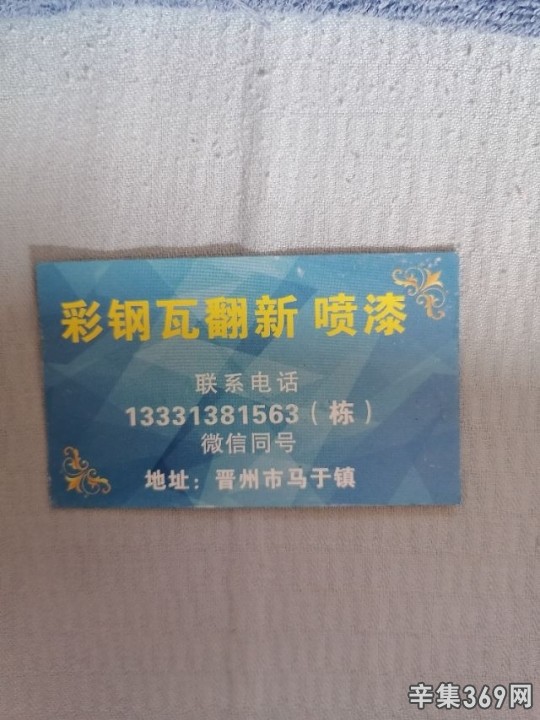 彩钢瓦翻新 喷漆
联系电话
13331381563（栋）
微信同号
地址：晋州市马于镇
辛集369网